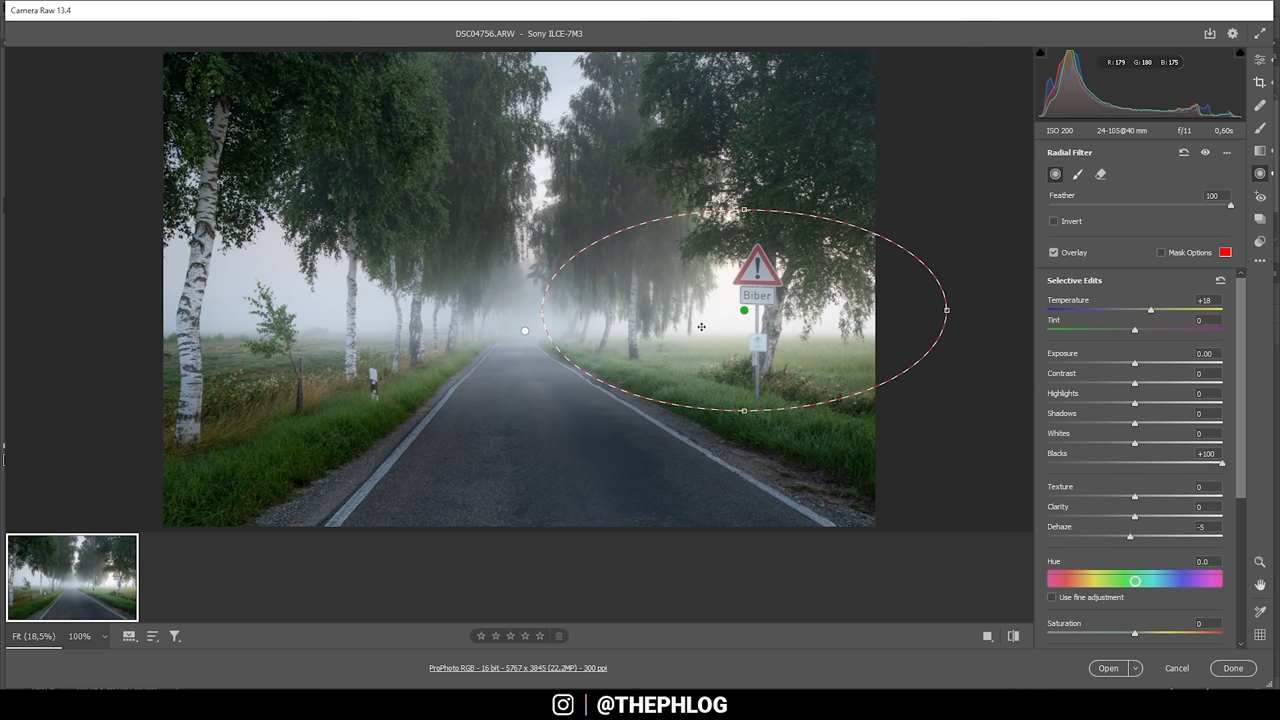 Camera Raw 13.4
DSC04756.ARW - Sony ILCE-7M3
R: 179 G: 180 B: 175
ISO 200 24-105@40 mm f/11 0,60s
Radial Filter
Feather 100
Invert
Overlay Mask Options
Selective Edits
Temperature +18
Tint 0
Exposure 0.00
Contrast 0
Highlights 0
Shadows 0
Whites 0
Blacks +100
Texture 0
Clarity 0
Dehaze -5
Hue 0.0
Use fine adjustment
Saturation 0
Biber
Fit (18,5%) 100%
ProPhoto RGB - 16 bit - 5767 x 3845 (22,2MP) - 300 ppi
Open Cancel Done
@THEPHLOG